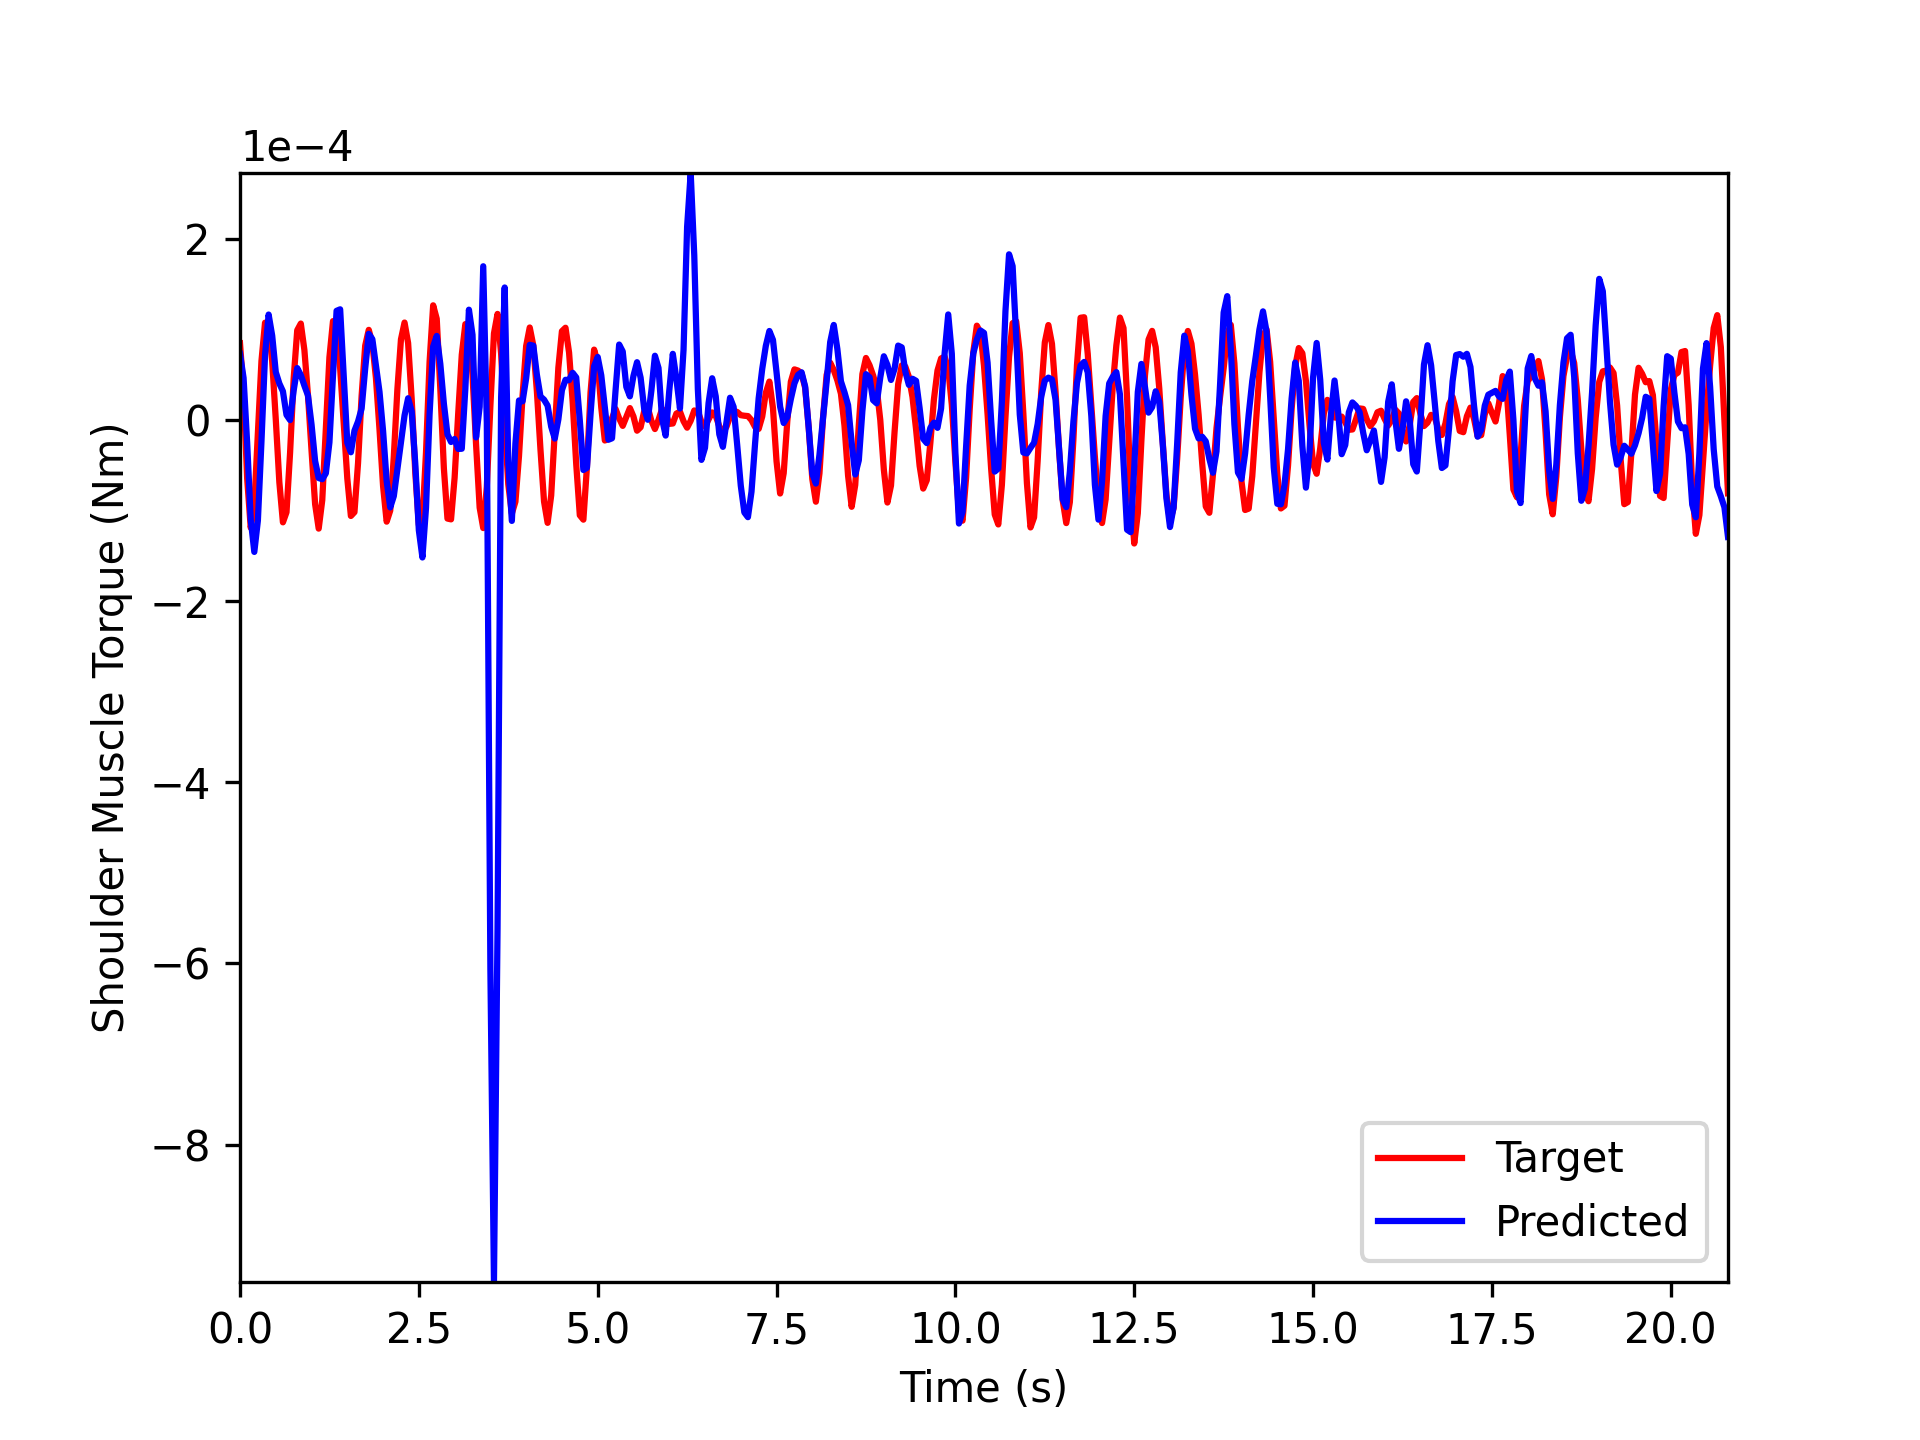 1e−4
2
0
−2
−4
−6
−8
Shoulder Muscle Torque (Nm)
0.0 2.5 5.0 7.5 10.0 12.5 15.0 17.5 20.0
Time (s)
Target
Predicted